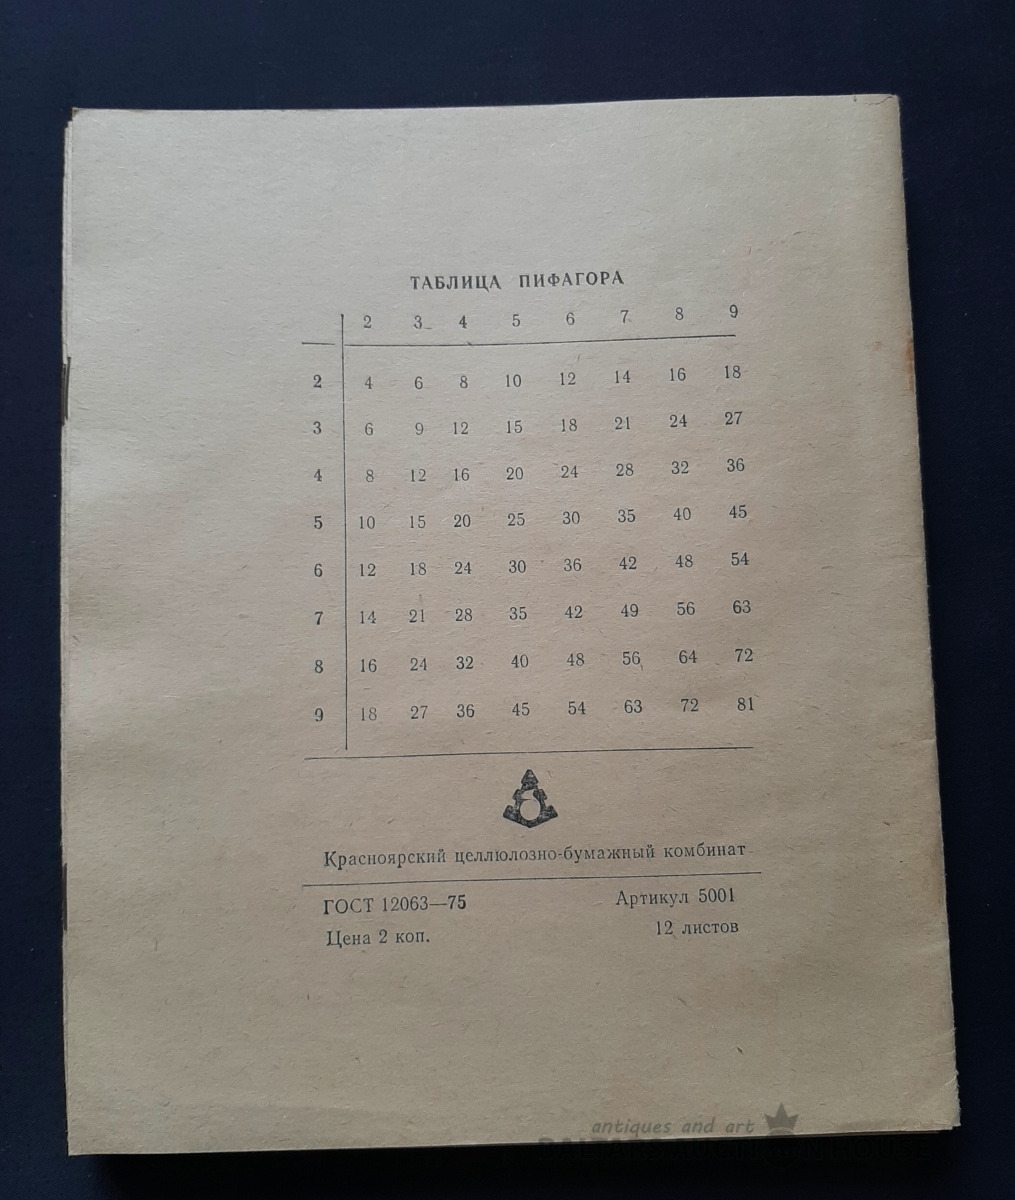 ТАБЛИЦА ПИФАГОРА
2 3 4 5 6 7 8 9
2 4 6 8 10 12 14 16 18
3 6 9 12 15 18 21 24 27
4 8 12 16 20 24 28 32 36
5 10 15 20 25 30 35 40 45
6 12 18 24 30 36 42 48 54
7 14 21 28 35 42 49 56 63
8 16 24 32 40 48 56 64 72
9 18 27 36 45 54 63 72 81
Красноярский целлюлозно-бумажный комбинат
ГОСТ 12063—75 Артикул 5001
Цена 2 коп. 12 листов
antiques and art